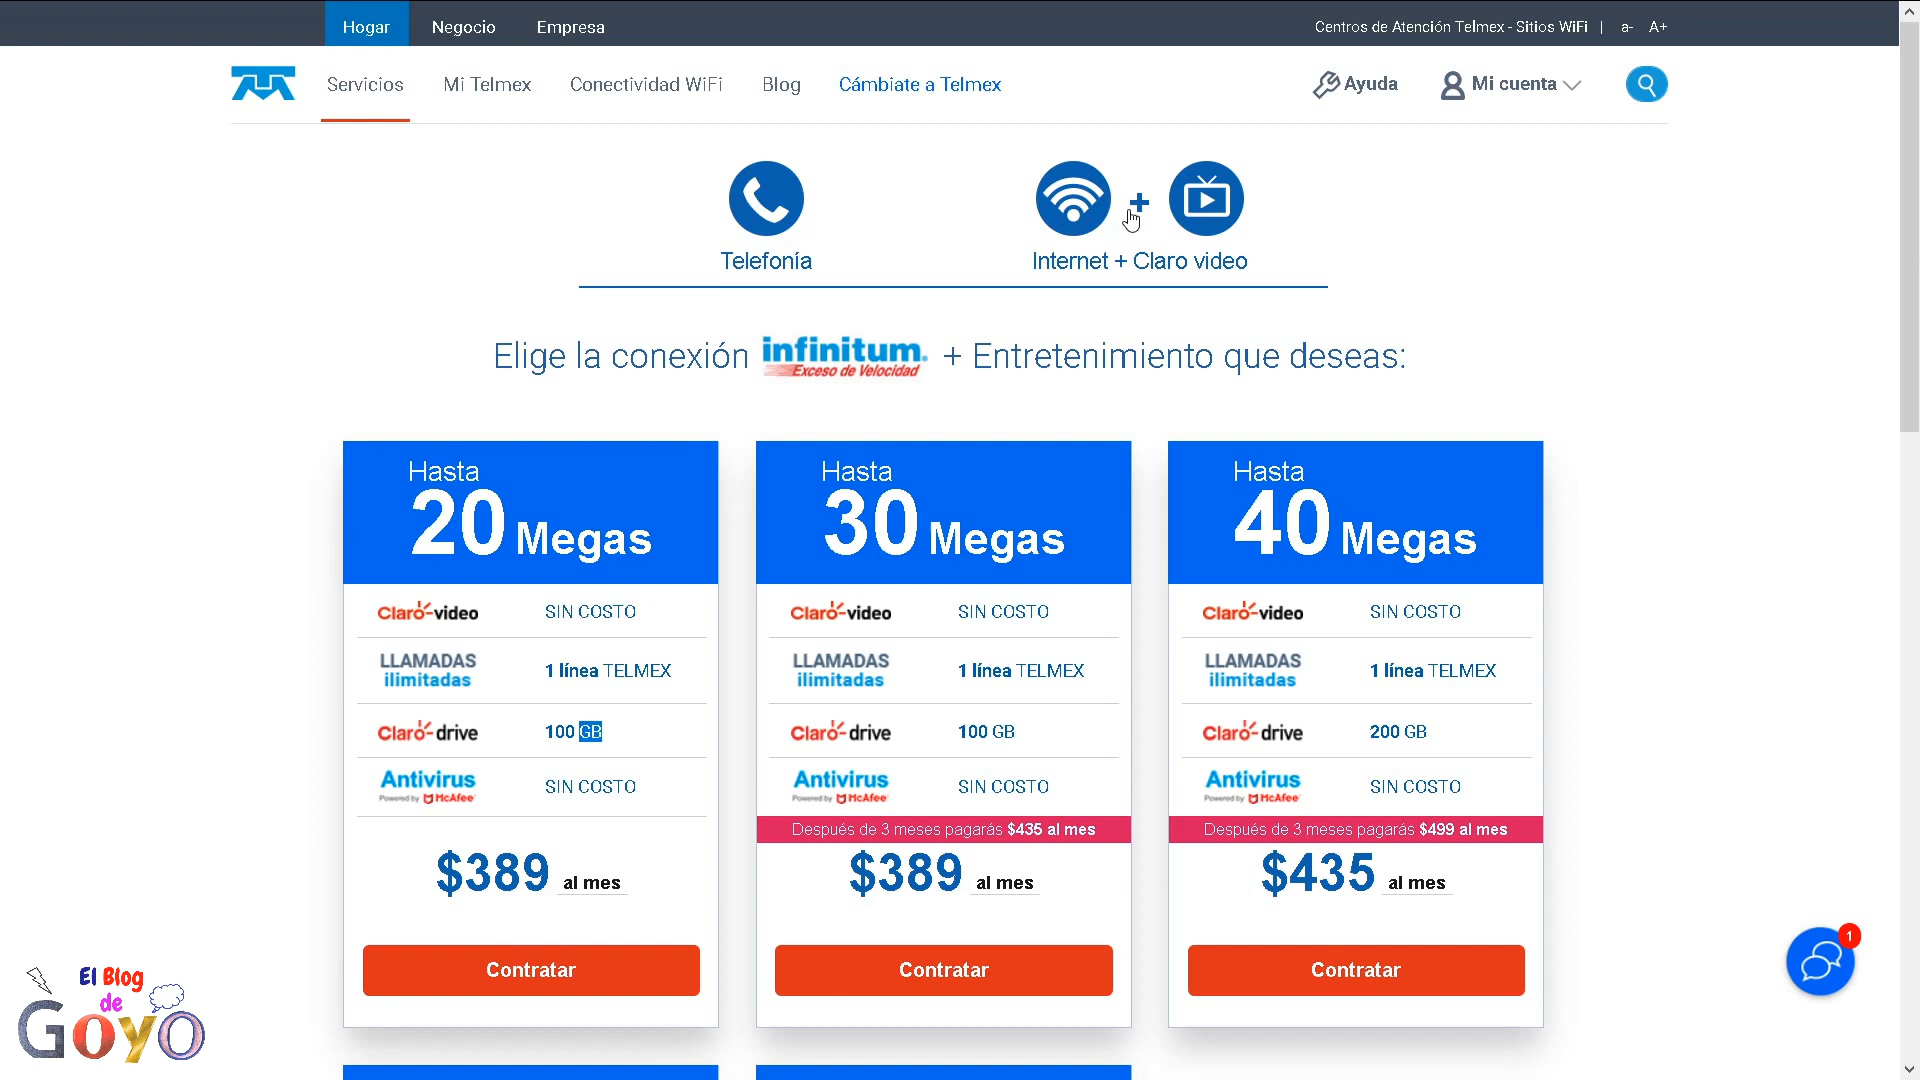 Hogar Negocio Empresa Centros de Atención Telmex - Sitios WiFi | a- A+
Servicios Mi Telmex Conectividad WiFi Blog Cámbiate a Telmex Ayuda Mi cuenta
Telefonía Internet + Claro video
Elige la conexión infinitum. + Entretenimiento que deseas:
Exceso de Velocidad
Hasta
20 Megas
Claro-video SIN COSTO
LLAMADAS ilimitadas 1 línea TELMEX
Claro-drive 100 GB
Antivirus SIN COSTO
Powered by McAfee
$389 al mes
Contratar
Hasta
30 Megas
Claro-video SIN COSTO
LLAMADAS ilimitadas 1 línea TELMEX
Claro-drive 100 GB
Antivirus SIN COSTO
Powered by McAfee
Después de 3 meses pagarás $435 al mes
$389 al mes
Contratar
Hasta
40 Megas
Claro-video SIN COSTO
LLAMADAS ilimitadas 1 línea TELMEX
Claro-drive 200 GB
Antivirus SIN COSTO
Powered by McAfee
Después de 3 meses pagarás $499 al mes
$435 al mes
Contratar
1
El Blog
de
GOYO